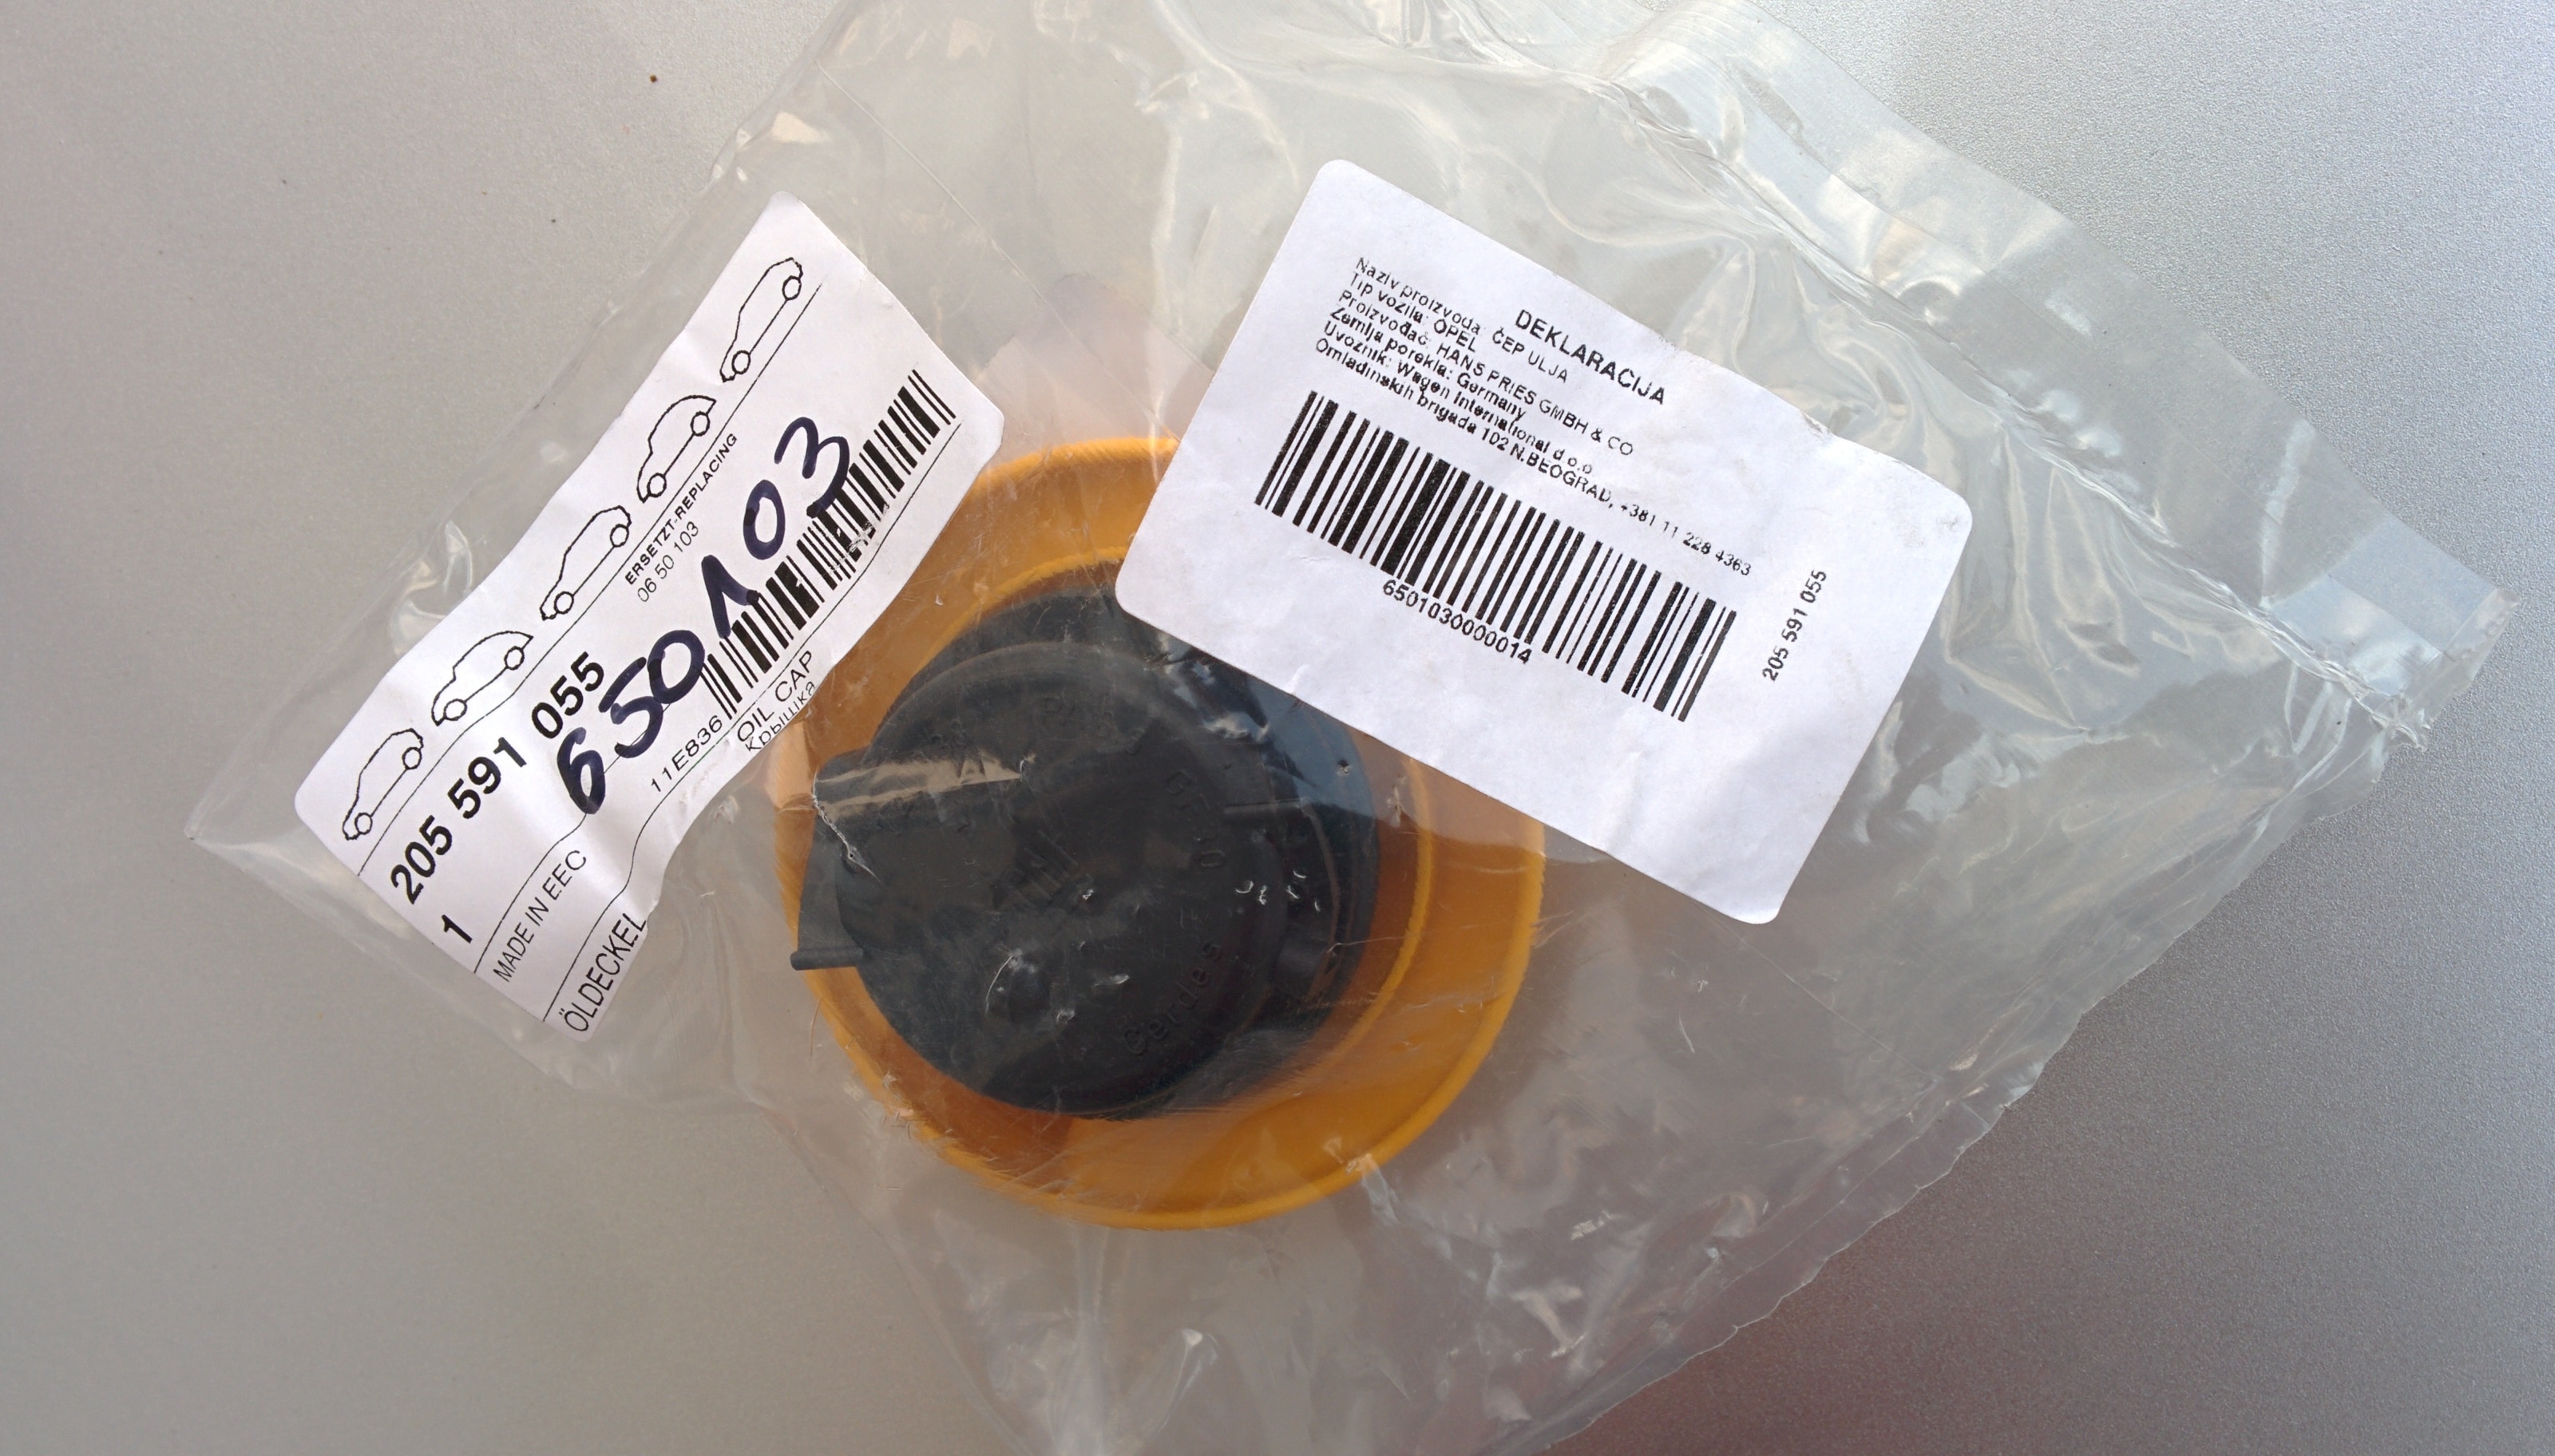 ERSETZT-REPLACING
06 50 103
1 205 591 055
650103
MADE IN EEC
11E836
ÖLDECKEL
OIL CAP
Крышка
DEKLARACIJA
Naziv proizvoda: ČEP ULJA
Tip vozila: OPEL
Proizvođač: HANS PRIES GMBH & CO
Zemlja porekla: Germany
Uvoznik: Wagen International d.o.o
Omladinskih brigada 102 N.BEOGRAD, +381 11 228 4363
6501030000014
205 591 055
Gerdes